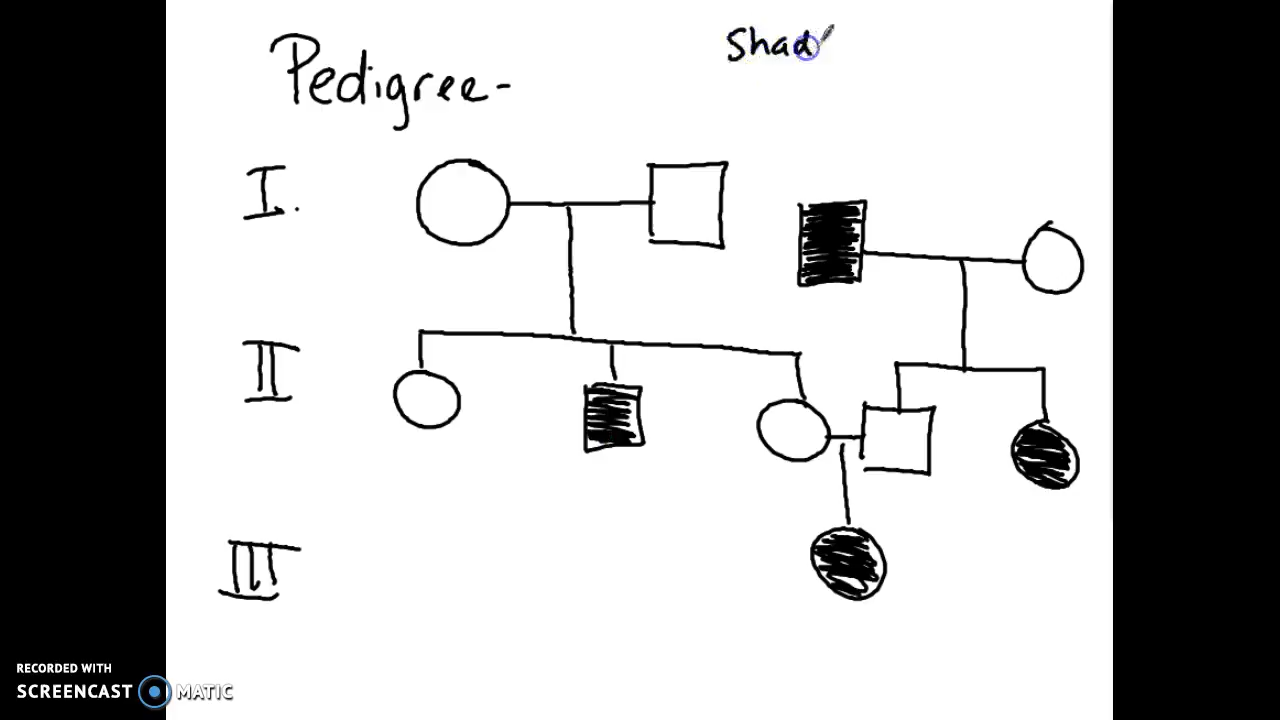 Shad
Pedigree-
I.
II
III
RECORDED WITH
SCREENCAST MATIC